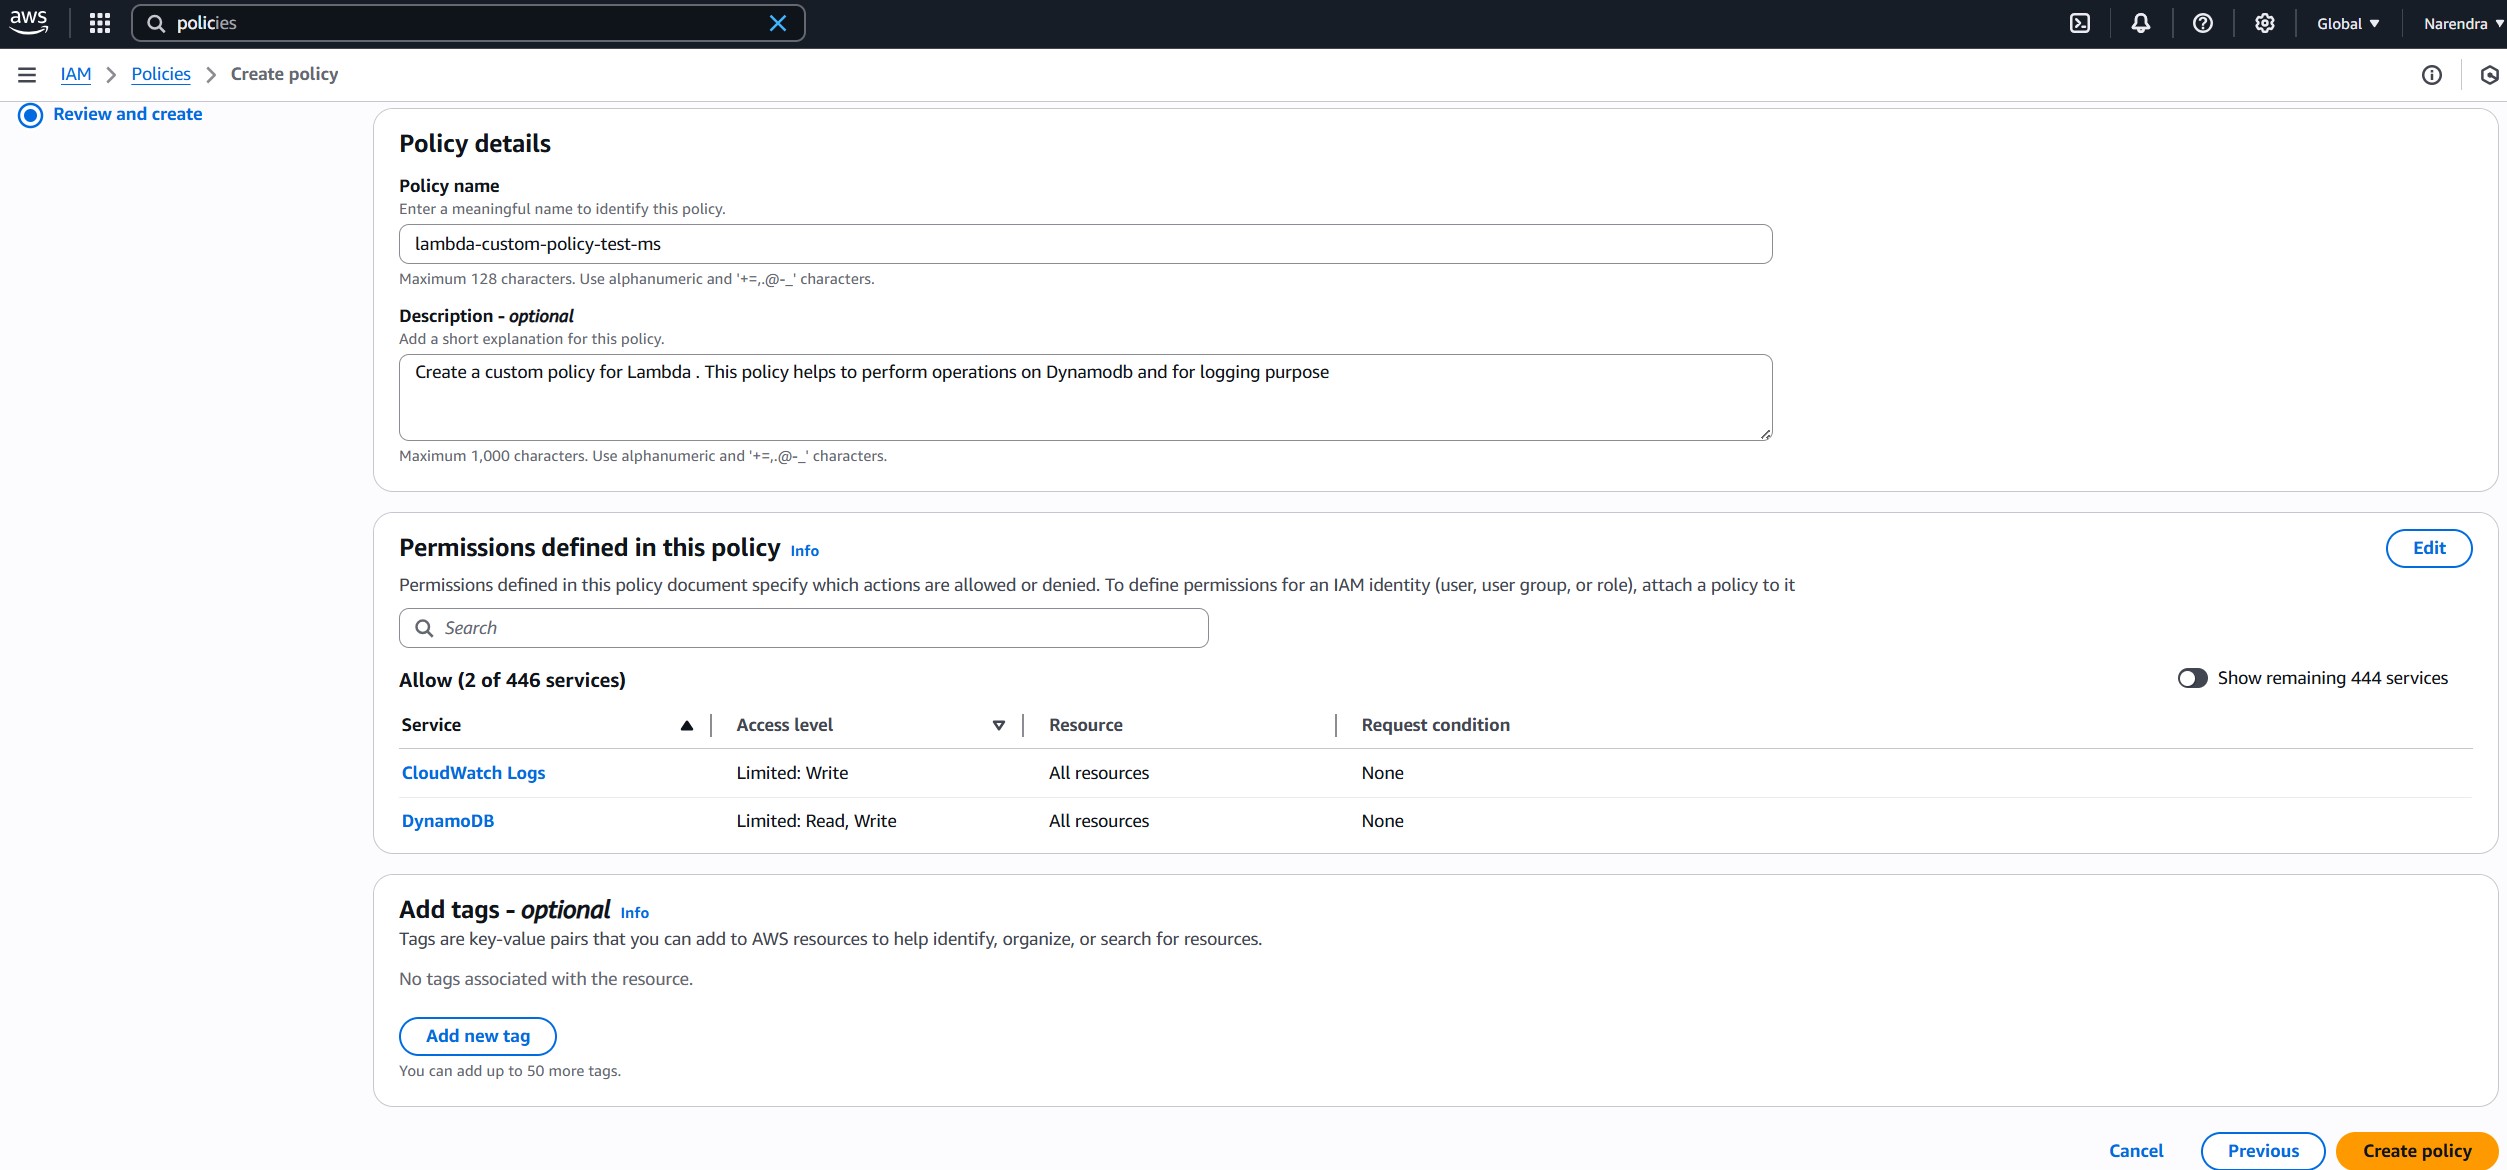 aws
policies
Global
Narendra
IAM
Policies
Create policy
Review and create
Policy details
Policy name
Enter a meaningful name to identify this policy.
lambda-custom-policy-test-ms
Maximum 128 characters. Use alphanumeric and '+=,.@-_' characters.
Description - optional
Add a short explanation for this policy.
Create a custom policy for Lambda . This policy helps to perform operations on Dynamodb and for logging purpose
Maximum 1,000 characters. Use alphanumeric and '+=,.@-_' characters.
Permissions defined in this policy Info
Edit
Permissions defined in this policy document specify which actions are allowed or denied. To define permissions for an IAM identity (user, user group, or role), attach a policy to it
Search
Allow (2 of 446 services)
Show remaining 444 services
Service Access level Resource Request condition
CloudWatch Logs Limited: Write All resources None
DynamoDB Limited: Read, Write All resources None
Add tags - optional Info
Tags are key-value pairs that you can add to AWS resources to help identify, organize, or search for resources.
No tags associated with the resource.
Add new tag
You can add up to 50 more tags.
Cancel Previous Create policy